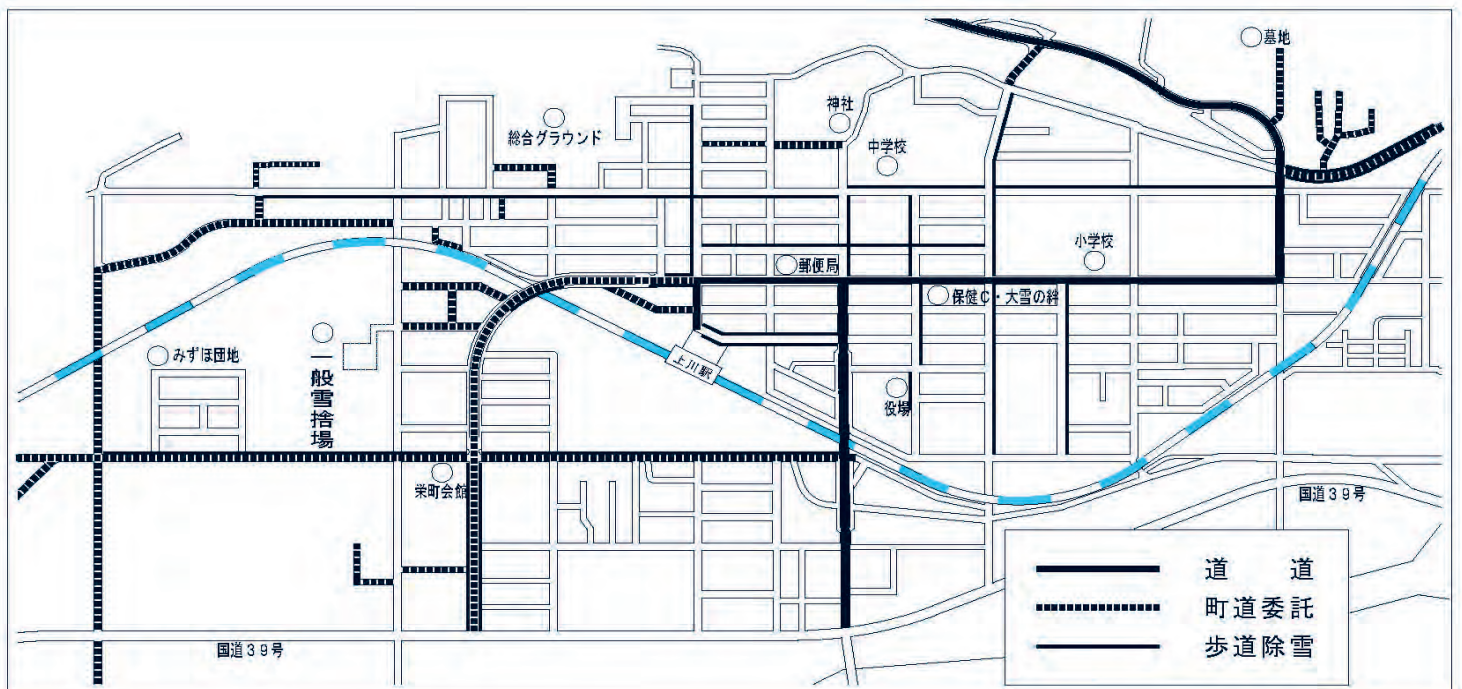 墓地
神社
総合グラウンド
中学校
小学校
郵便局
保健C・大雪の絆
みずほ団地
一般雪捨場
上川駅
役場
栄町会館
国道39号
国道39号
道　道
町道委託
歩道除雪